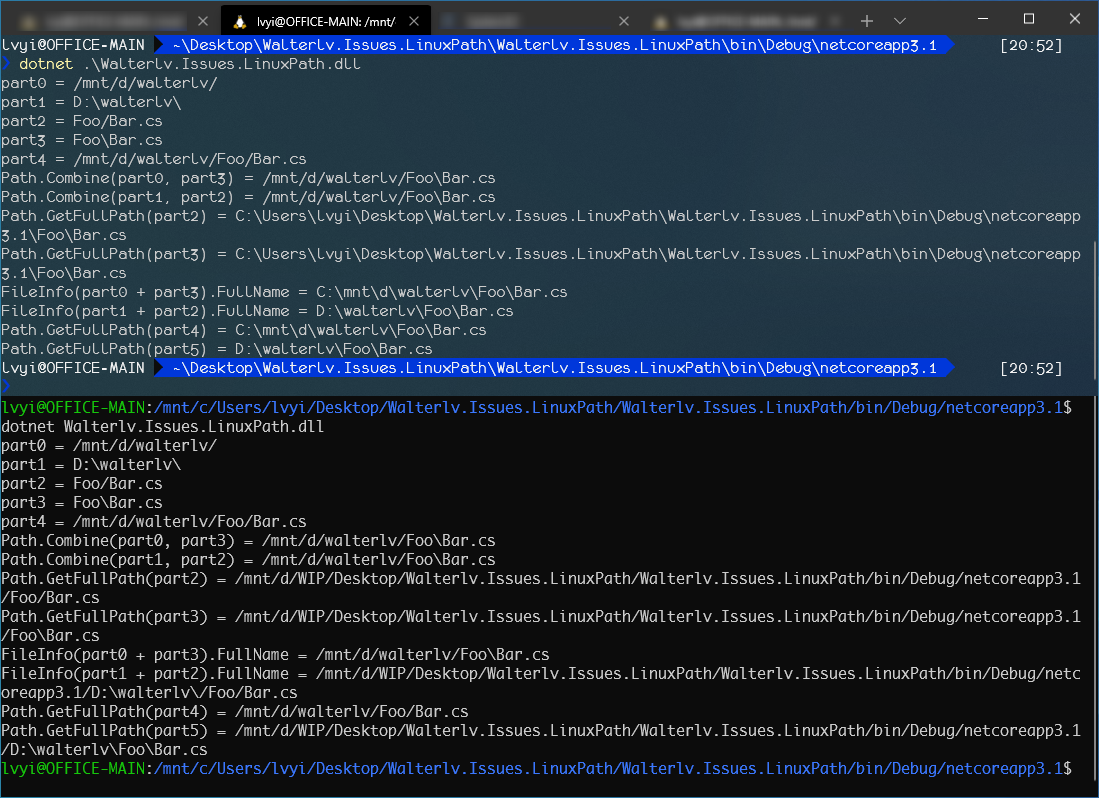 lvyi@OFFICE-MAIN: /mnt/
lvyi@OFFICE-MAIN ~\Desktop\Walterlv.Issues.LinuxPath\Walterlv.Issues.LinuxPath\bin\Debug\netcoreapp3.1 [20:52]
dotnet .\Walterlv.Issues.LinuxPath.dll
part0 = /mnt/d/walterlv/
part1 = D:\walterlv\
part2 = Foo/Bar.cs
part3 = Foo\Bar.cs
part4 = /mnt/d/walterlv/Foo/Bar.cs
Path.Combine(part0, part3) = /mnt/d/walterlv/Foo\Bar.cs
Path.Combine(part1, part2) = /mnt/d/walterlv/Foo\Bar.cs
Path.GetFullPath(part2) = C:\Users\lvyi\Desktop\Walterlv.Issues.LinuxPath\Walterlv.Issues.LinuxPath\bin\Debug\netcoreapp
3.1\Foo\Bar.cs
Path.GetFullPath(part3) = C:\Users\lvyi\Desktop\Walterlv.Issues.LinuxPath\Walterlv.Issues.LinuxPath\bin\Debug\netcoreapp
3.1\Foo\Bar.cs
FileInfo(part0 + part3).FullName = C:\mnt\d\walterlv\Foo\Bar.cs
FileInfo(part1 + part2).FullName = D:\walterlv\Foo\Bar.cs
Path.GetFullPath(part4) = C:\mnt\d\walterlv\Foo\Bar.cs
Path.GetFullPath(part5) = D:\walterlv\Foo\Bar.cs
lvyi@OFFICE-MAIN ~\Desktop\Walterlv.Issues.LinuxPath\Walterlv.Issues.LinuxPath\bin\Debug\netcoreapp3.1 [20:52]
lvyi@OFFICE-MAIN:/mnt/c/Users/lvyi/Desktop/Walterlv.Issues.LinuxPath/Walterlv.Issues.LinuxPath/bin/Debug/netcoreapp3.1$
dotnet Walterlv.Issues.LinuxPath.dll
part0 = /mnt/d/walterlv/
part1 = D:\walterlv\
part2 = Foo/Bar.cs
part3 = Foo\Bar.cs
part4 = /mnt/d/walterlv/Foo/Bar.cs
Path.Combine(part0, part3) = /mnt/d/walterlv/Foo\Bar.cs
Path.Combine(part1, part2) = /mnt/d/walterlv/Foo\Bar.cs
Path.GetFullPath(part2) = /mnt/d/WIP/Desktop/Walterlv.Issues.LinuxPath/Walterlv.Issues.LinuxPath/bin/Debug/netcoreapp3.1
/Foo/Bar.cs
Path.GetFullPath(part3) = /mnt/d/WIP/Desktop/Walterlv.Issues.LinuxPath/Walterlv.Issues.LinuxPath/bin/Debug/netcoreapp3.1
/Foo\Bar.cs
FileInfo(part0 + part3).FullName = /mnt/d/walterlv/Foo\Bar.cs
FileInfo(part1 + part2).FullName = /mnt/d/WIP/Desktop/Walterlv.Issues.LinuxPath/Walterlv.Issues.LinuxPath/bin/Debug/netc
oreapp3.1/D:\walterlv\/Foo/Bar.cs
Path.GetFullPath(part4) = /mnt/d/walterlv/Foo/Bar.cs
Path.GetFullPath(part5) = /mnt/d/WIP/Desktop/Walterlv.Issues.LinuxPath/Walterlv.Issues.LinuxPath/bin/Debug/netcoreapp3.1
/D:\walterlv\Foo\Bar.cs
lvyi@OFFICE-MAIN:/mnt/c/Users/lvyi/Desktop/Walterlv.Issues.LinuxPath/Walterlv.Issues.LinuxPath/bin/Debug/netcoreapp3.1$